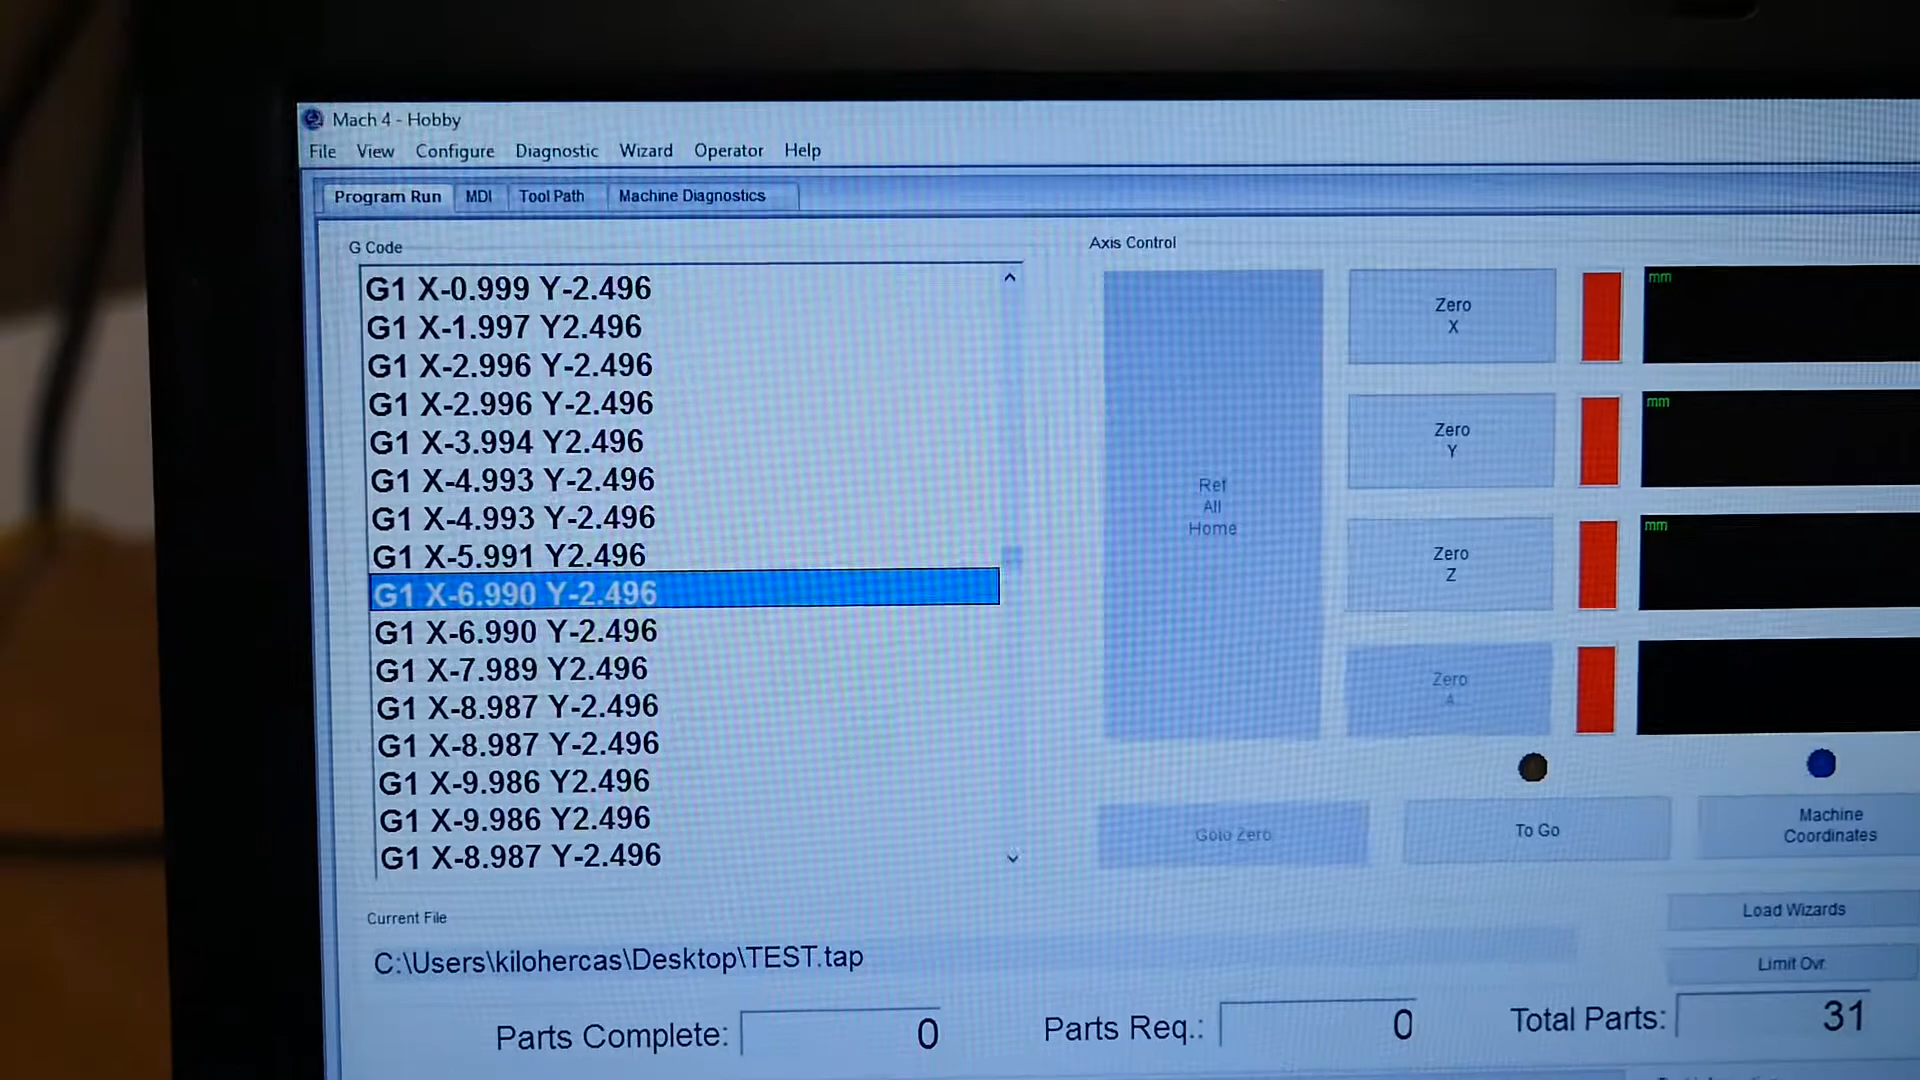 Mach 4 - Hobby
File View Configure Diagnostic Wizard Operator Help
Program Run MDI Tool Path Machine Diagnostics
G Code
G1 X-0.999 Y-2.496
G1 X-1.997 Y2.496
G1 X-2.996 Y-2.496
G1 X-2.996 Y-2.496
G1 X-3.994 Y2.496
G1 X-4.993 Y-2.496
G1 X-4.993 Y-2.496
G1 X-5.991 Y2.496
G1 X-6.990 Y-2.496
G1 X-6.990 Y-2.496
G1 X-7.989 Y2.496
G1 X-8.987 Y-2.496
G1 X-8.987 Y-2.496
G1 X-9.986 Y2.496
G1 X-9.986 Y2.496
G1 X-8.987 Y-2.496
Axis Control
Ref
All
Home
Zero
X
mm
Zero
Y
mm
Zero
Z
mm
Zero
A
Goto Zero
To Go
Machine
Coordinates
Load Wizards
Limit Ovr.
Current File
C:\Users\kilohercas\Desktop\TEST.tap
Parts Complete: 0
Parts Req.: 0
Total Parts: 31